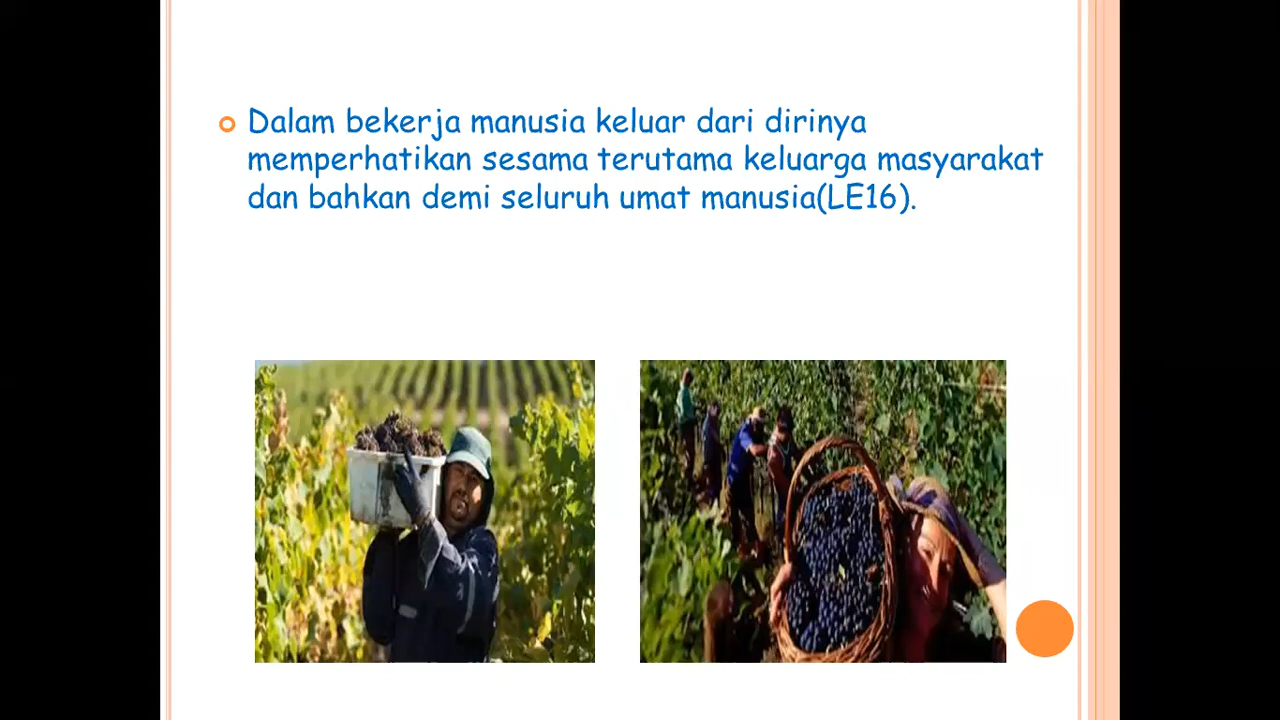 Dalam bekerja manusia keluar dari dirinya
memperhatikan sesama terutama keluarga masyarakat
dan bahkan demi seluruh umat manusia(LE16).